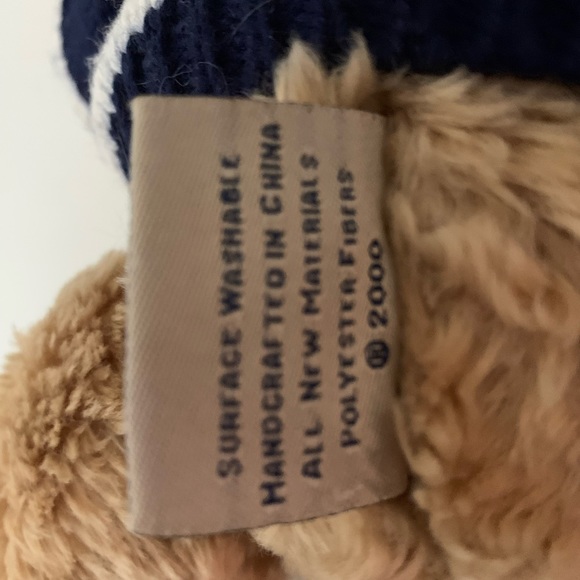 SURFACE WASHABLE
HANDCRAFTED IN CHINA
ALL NEW MATERIALS
POLYESTER FIBERS
© 2000